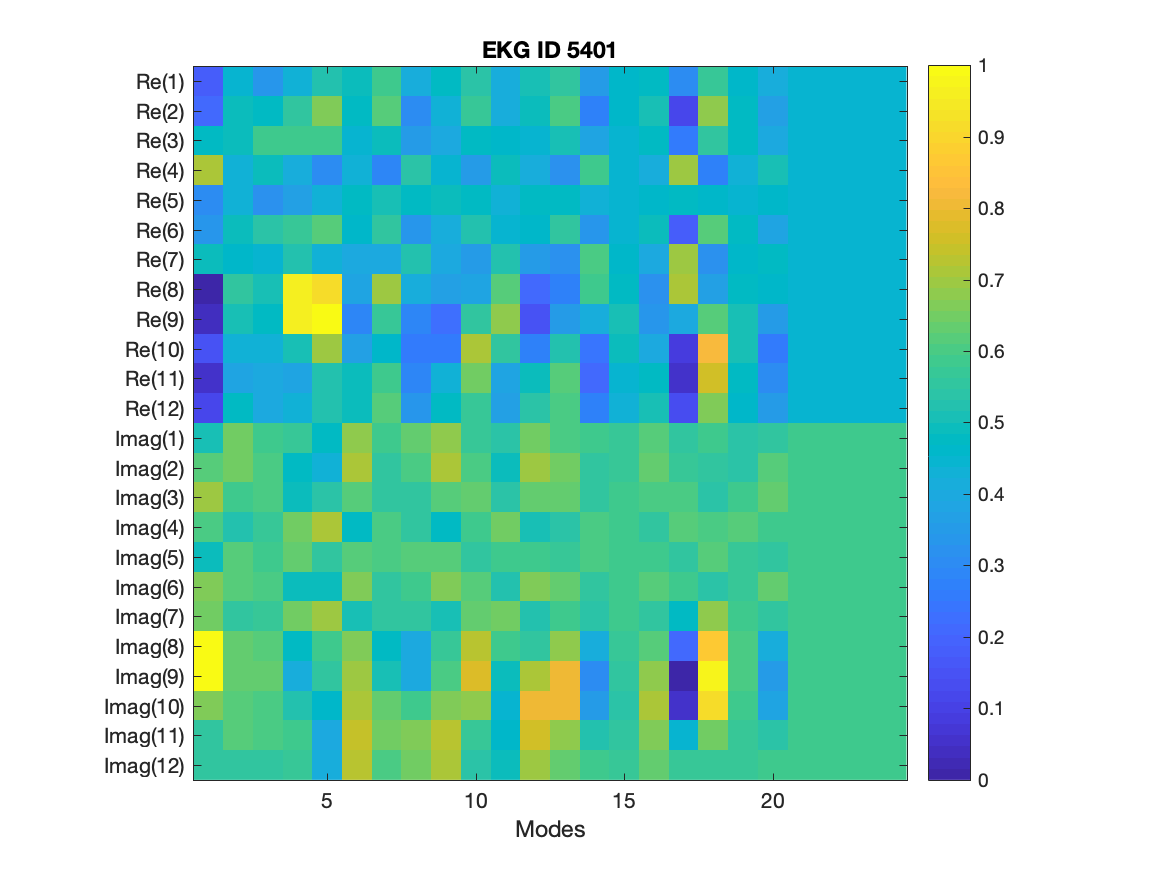 EKG ID 5401
Re(1)
Re(2)
Re(3)
Re(4)
Re(5)
Re(6)
Re(7)
Re(8)
Re(9)
Re(10)
Re(11)
Re(12)
Imag(1)
Imag(2)
Imag(3)
Imag(4)
Imag(5)
Imag(6)
Imag(7)
Imag(8)
Imag(9)
Imag(10)
Imag(11)
Imag(12)
5 10 15 20
Modes
1
0.9
0.8
0.7
0.6
0.5
0.4
0.3
0.2
0.1
0